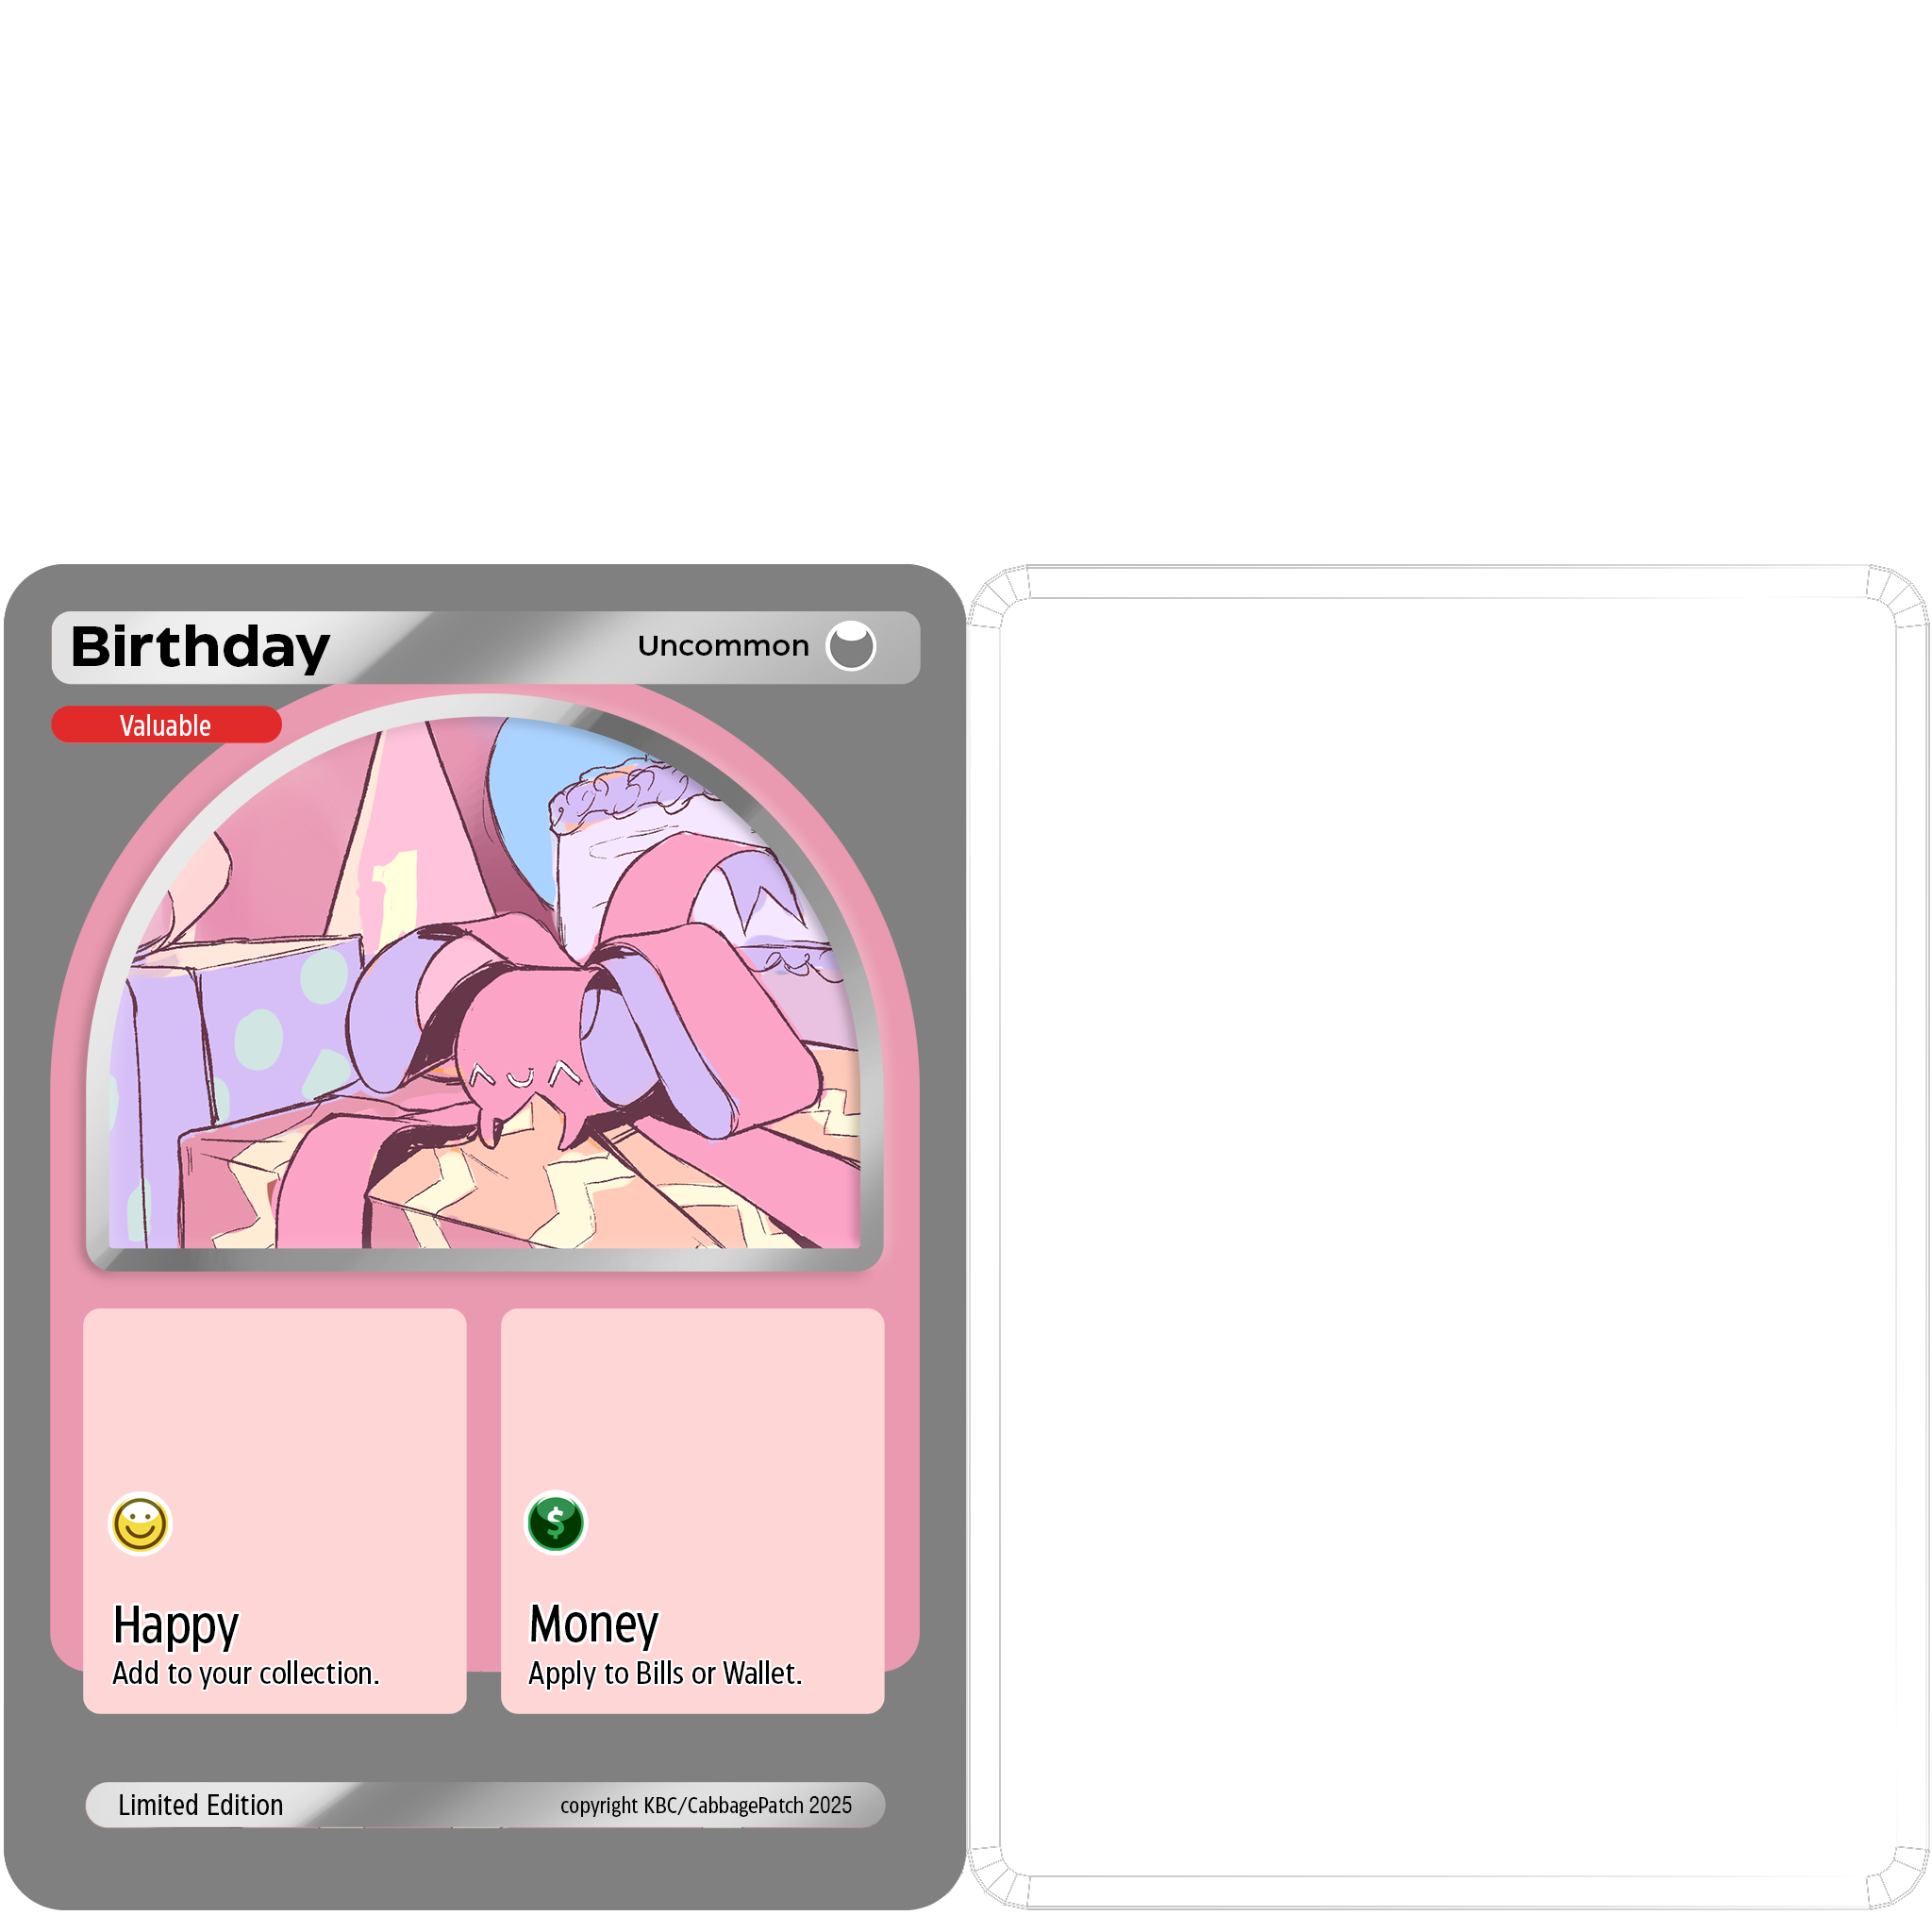 Birthday
Uncommon
Valuable
1
$
Happy
Add to your collection.
Money
Apply to Bills or Wallet.
Limited Edition
copyright KBC/CabbagePatch 2025